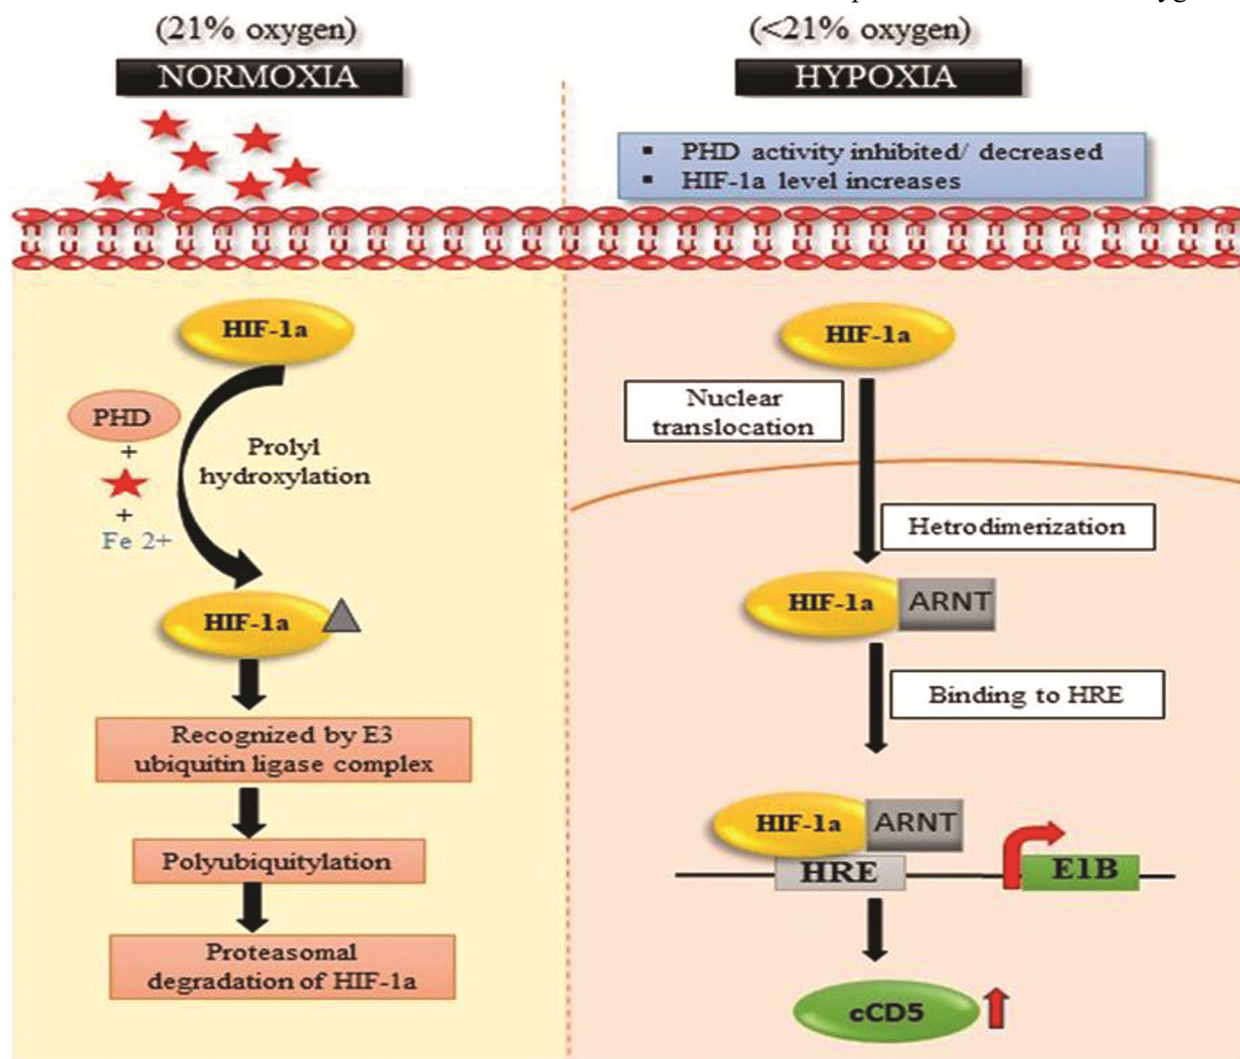 (21% oxygen)
NORMOXIA
PHD
+
+
Fe 2+
HIF-1a
Prolyl
hydroxylation
HIF-1a
Recognized by E3
ubiquitin ligase complex
Polyubiquitylation
Proteasomal
degradation of HIF-1a
(<21% oxygen)
HYPOXIA
▪ PHD activity inhibited/ decreased
▪ HIF-1a level increases
HIF-1a
Nuclear
translocation
Hetrodimerization
HIF-1a ARNT
Binding to HRE
HIF-1a ARNT
HRE
E1B
cCD5